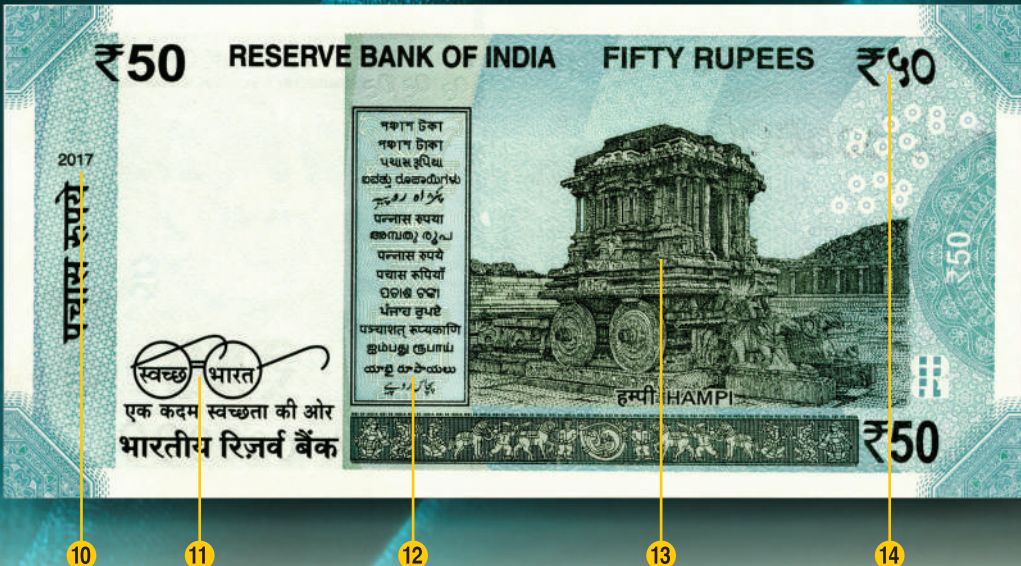 ₹50 RESERVE BANK OF INDIA FIFTY RUPEES ₹५०
2017
पचास रुपये
পঞ্চাশ টকা
পঞ্চাশ টাকা
પચાસ રૂપિયા
ಐವತ್ತು ರೂಪಾಯಿಗಳು
पन्नास रुपया
അമ്പതു രൂപ
पन्नास रुपये
पचास रुपियाँ
ପଚାଶ ଟଙ୍କା
ਪੰਜਾਹ ਰੁਪਏ
पञ्चाशत् रूप्यकाणि
ஐம்பது ரூபாய்
యాభై రూపాయలు
₹50
स्वच्छ भारत
एक कदम स्वच्छता की ओर
भारतीय रिज़र्व बैंक
हम्पी HAMPI
₹50
10 11 12 13 14